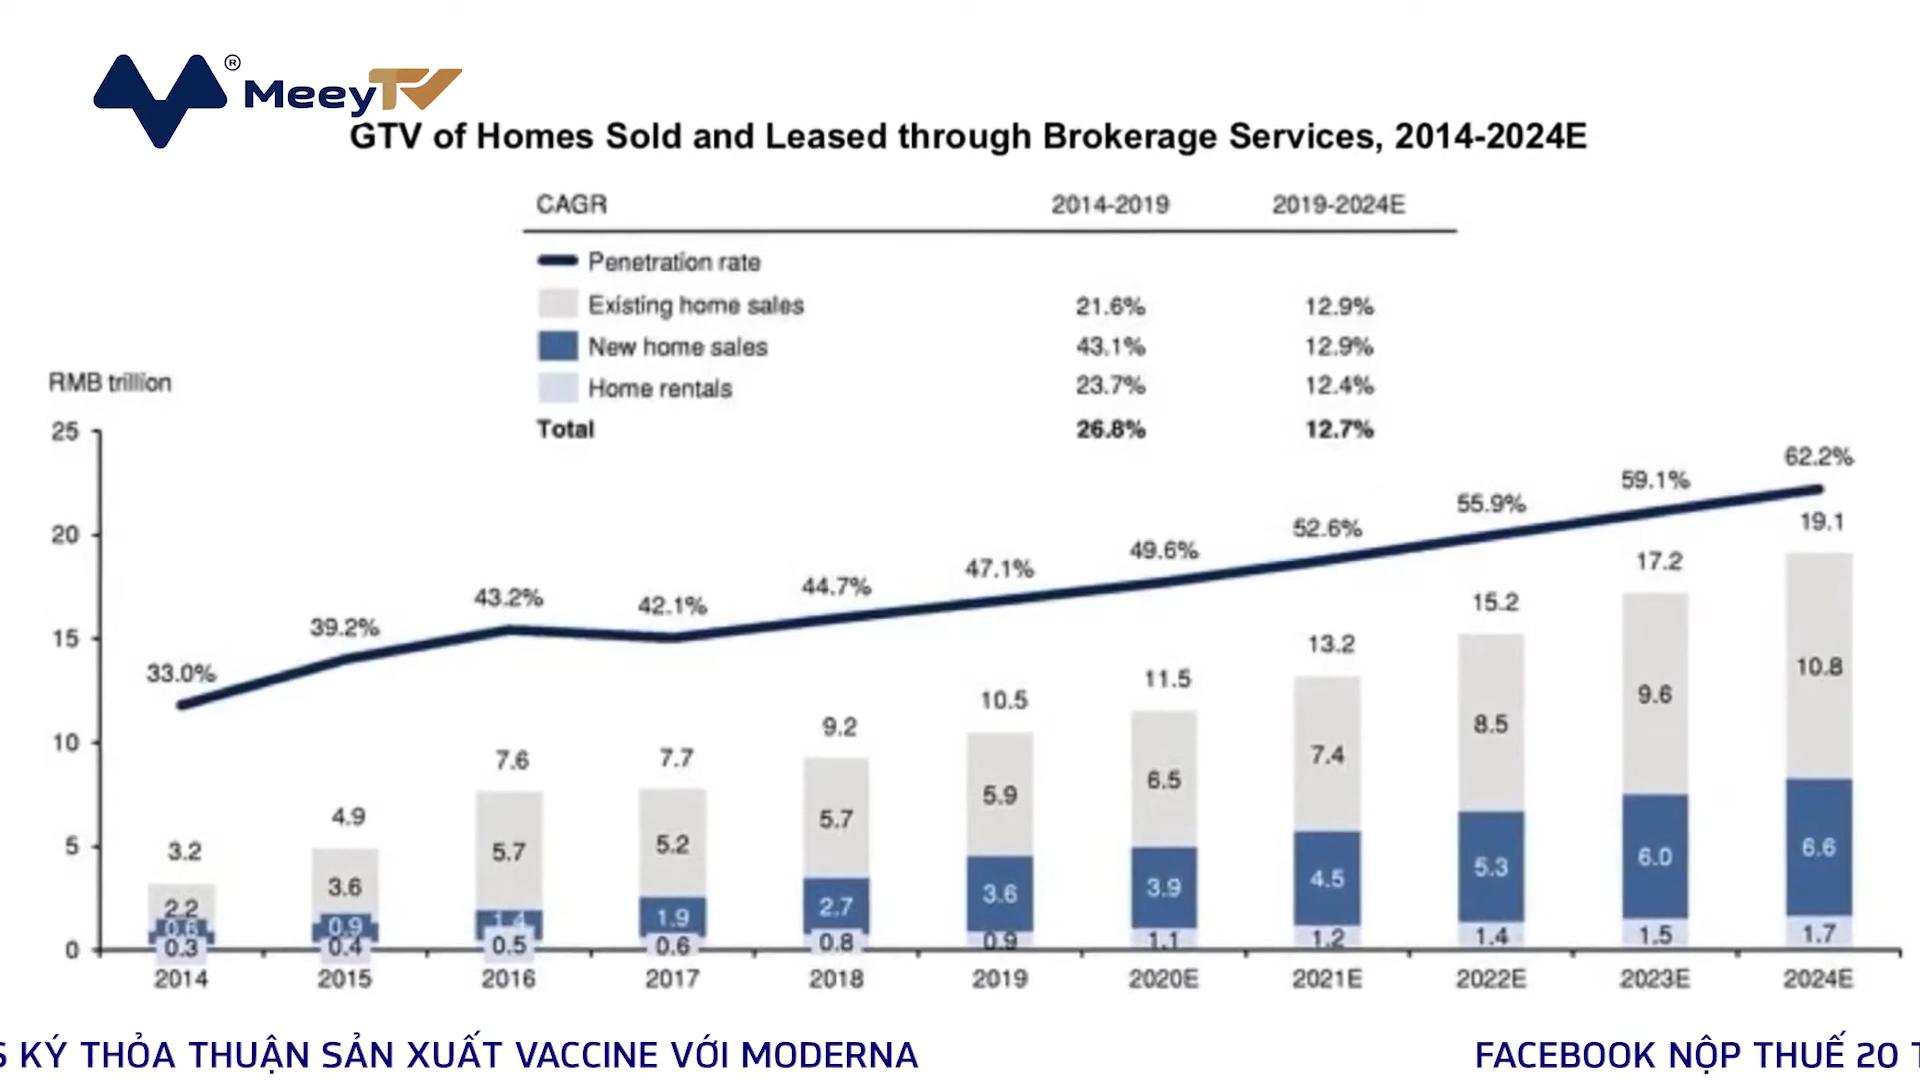 ® MeeyTV
GTV of Homes Sold and Leased through Brokerage Services, 2014-2024E
CAGR 2014-2019 2019-2024E
Penetration rate
Existing home sales 21.6% 12.9%
New home sales 43.1% 12.9%
Home rentals 23.7% 12.4%
Total 26.8% 12.7%
RMB trillion
25
20
15
10
5
0
33.0% 39.2% 43.2% 42.1% 44.7% 47.1% 49.6% 52.6% 55.9% 59.1% 62.2%
3.2 4.9 7.6 7.7 9.2 10.5 11.5 13.2 15.2 17.2 19.1
2.2 3.6 5.7 5.2 5.7 5.9 6.5 7.4 8.5 9.6 10.8
0.6 0.9 1.4 1.9 2.7 3.6 3.9 4.5 5.3 6.0 6.6
0.3 0.4 0.5 0.6 0.8 0.9 1.1 1.2 1.4 1.5 1.7
2014 2015 2016 2017 2018 2019 2020E 2021E 2022E 2023E 2024E
S KÝ THỎA THUẬN SẢN XUẤT VACCINE VỚI MODERNA FACEBOOK NỘP THUẾ 20 T